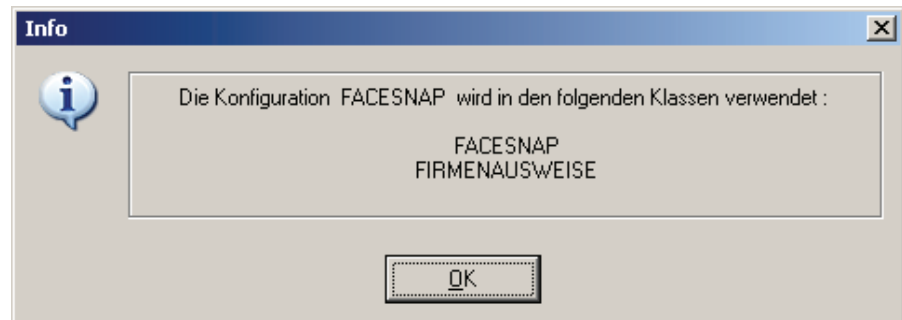 Info
Die Konfiguration FACESNAP wird in den folgenden Klassen verwendet :
FACESNAP
FIRMENAUSWEISE
OK